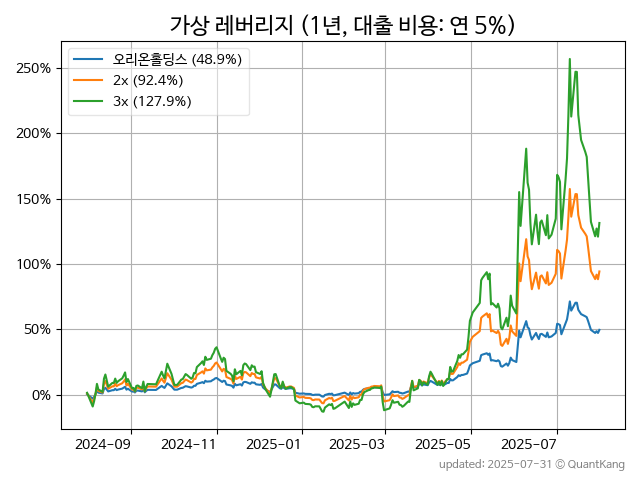 가상 레버리지 (1년, 대출 비용: 연 5%)
오리온홀딩스 (48.9%)
2x (92.4%)
3x (127.9%)
250%
200%
150%
100%
50%
0%
2024-09 2024-11 2025-01 2025-03 2025-05 2025-07
updated: 2025-07-31 © QuantKang